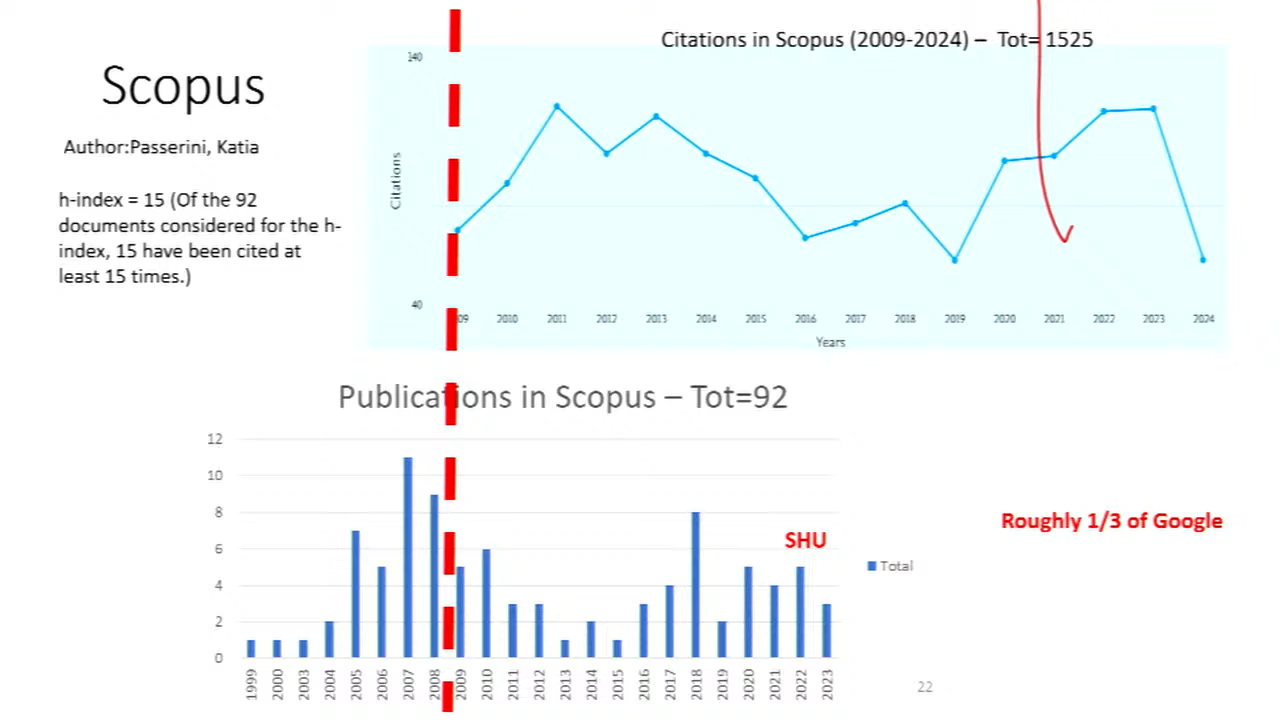 Scopus
Author:Passerini, Katia
h-index = 15 (Of the 92
documents considered for the h-
index, 15 have been cited at
least 15 times.)
Citations in Scopus (2009-2024) – Tot= 1525
140
Citations
40
09 2010 2011 2012 2013 2014 2015 2016 2017 2018 2019 2020 2021 2022 2023 2024
Years
Publications in Scopus – Tot=92
12
10
8
6
4
2
0
SHU
Total
1999 2000 2003 2004 2005 2006 2007 2008 2009 2010 2011 2012 2013 2014 2015 2016 2017 2018 2019 2020 2021 2022 2023
Roughly 1/3 of Google
22